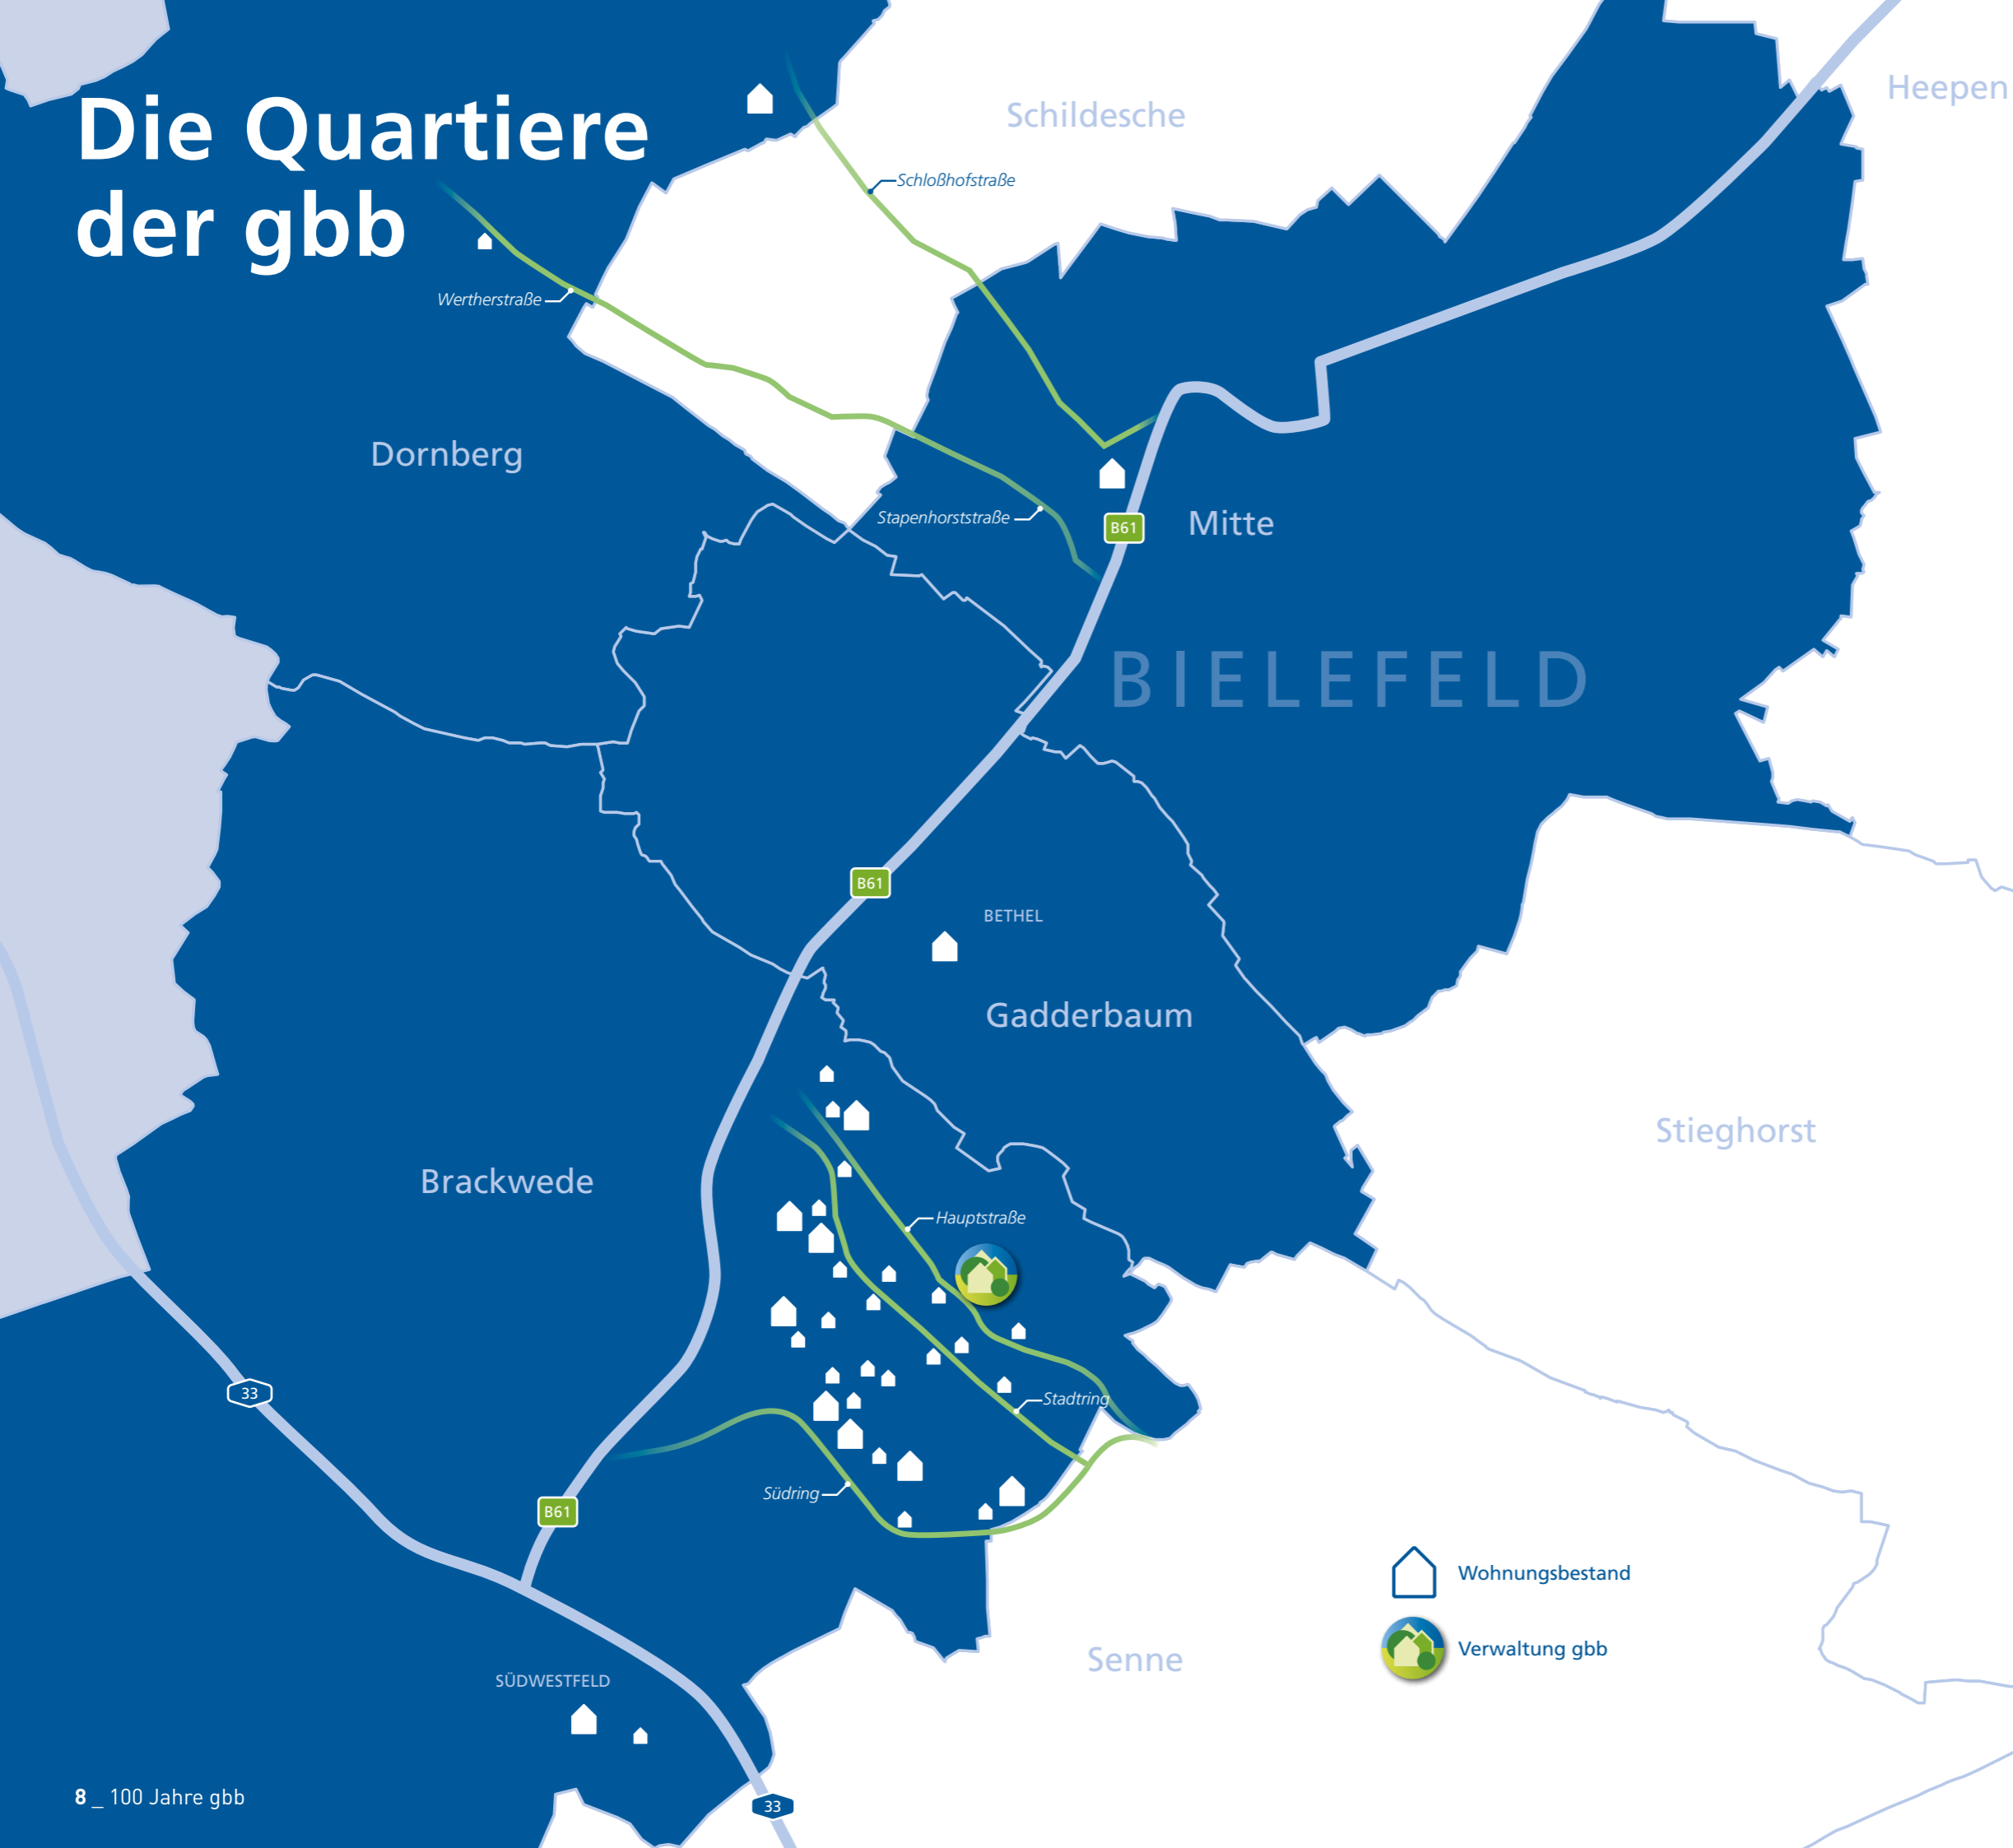 Die Quartiere
der gbb
Schildesche
Heepen
Schloßhofstraße
Wertherstraße
Dornberg
Stapenhorststraße
B61
Mitte
BIELEFELD
B61
BETHEL
Gadderbaum
Stieghorst
Brackwede
Hauptstraße
33
Stadtring
Südring
B61
Wohnungsbestand
Verwaltung gbb
Senne
SÜDWESTFELD
8 _ 100 Jahre gbb
33